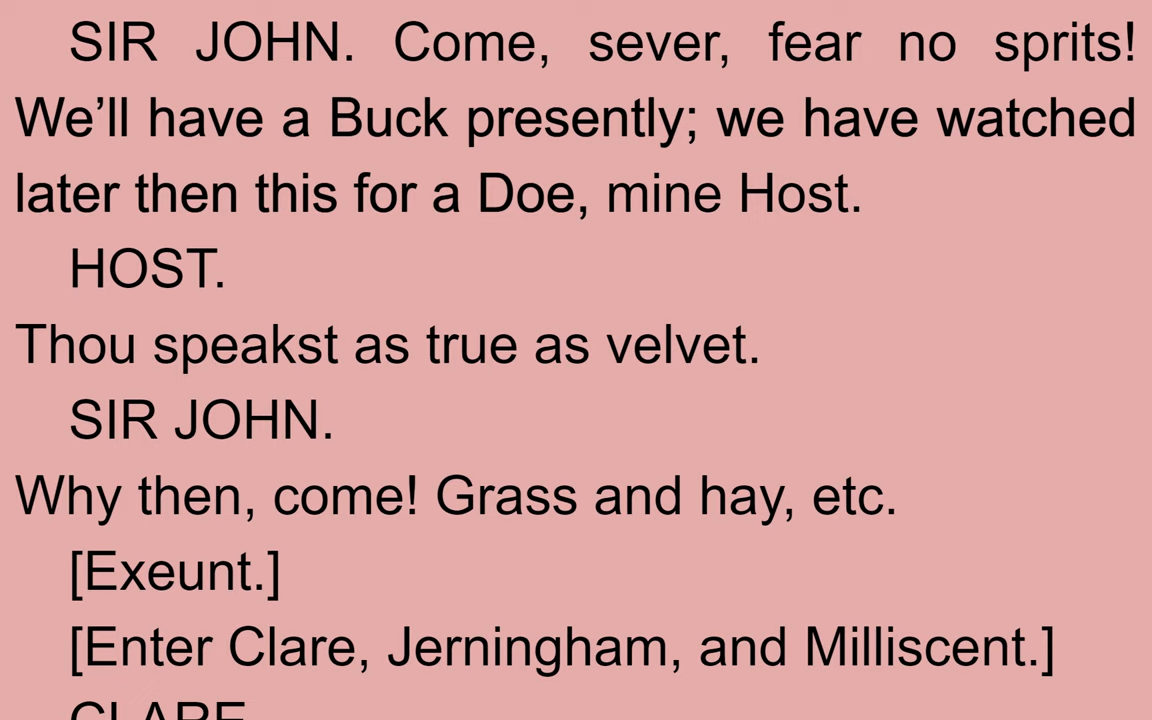 SIR JOHN. Come, sever, fear no sprits!
We’ll have a Buck presently; we have watched
later then this for a Doe, mine Host.
HOST.
Thou speakst as true as velvet.
SIR JOHN.
Why then, come! Grass and hay, etc.
[Exeunt.]
[Enter Clare, Jerningham, and Milliscent.]
CLARE